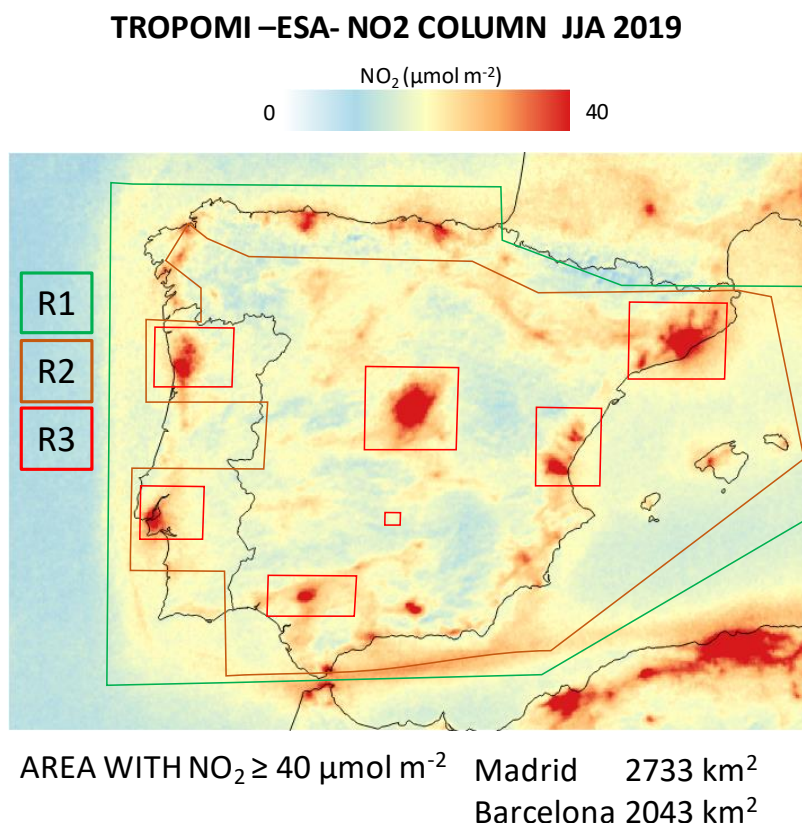 TROPOMI –ESA- NO2 COLUMN JJA 2019
NO₂ (μmol m⁻²)
0 40
R1
R2
R3
AREA WITH NO₂ ≥ 40 μmol m⁻² Madrid 2733 km²
Barcelona 2043 km²